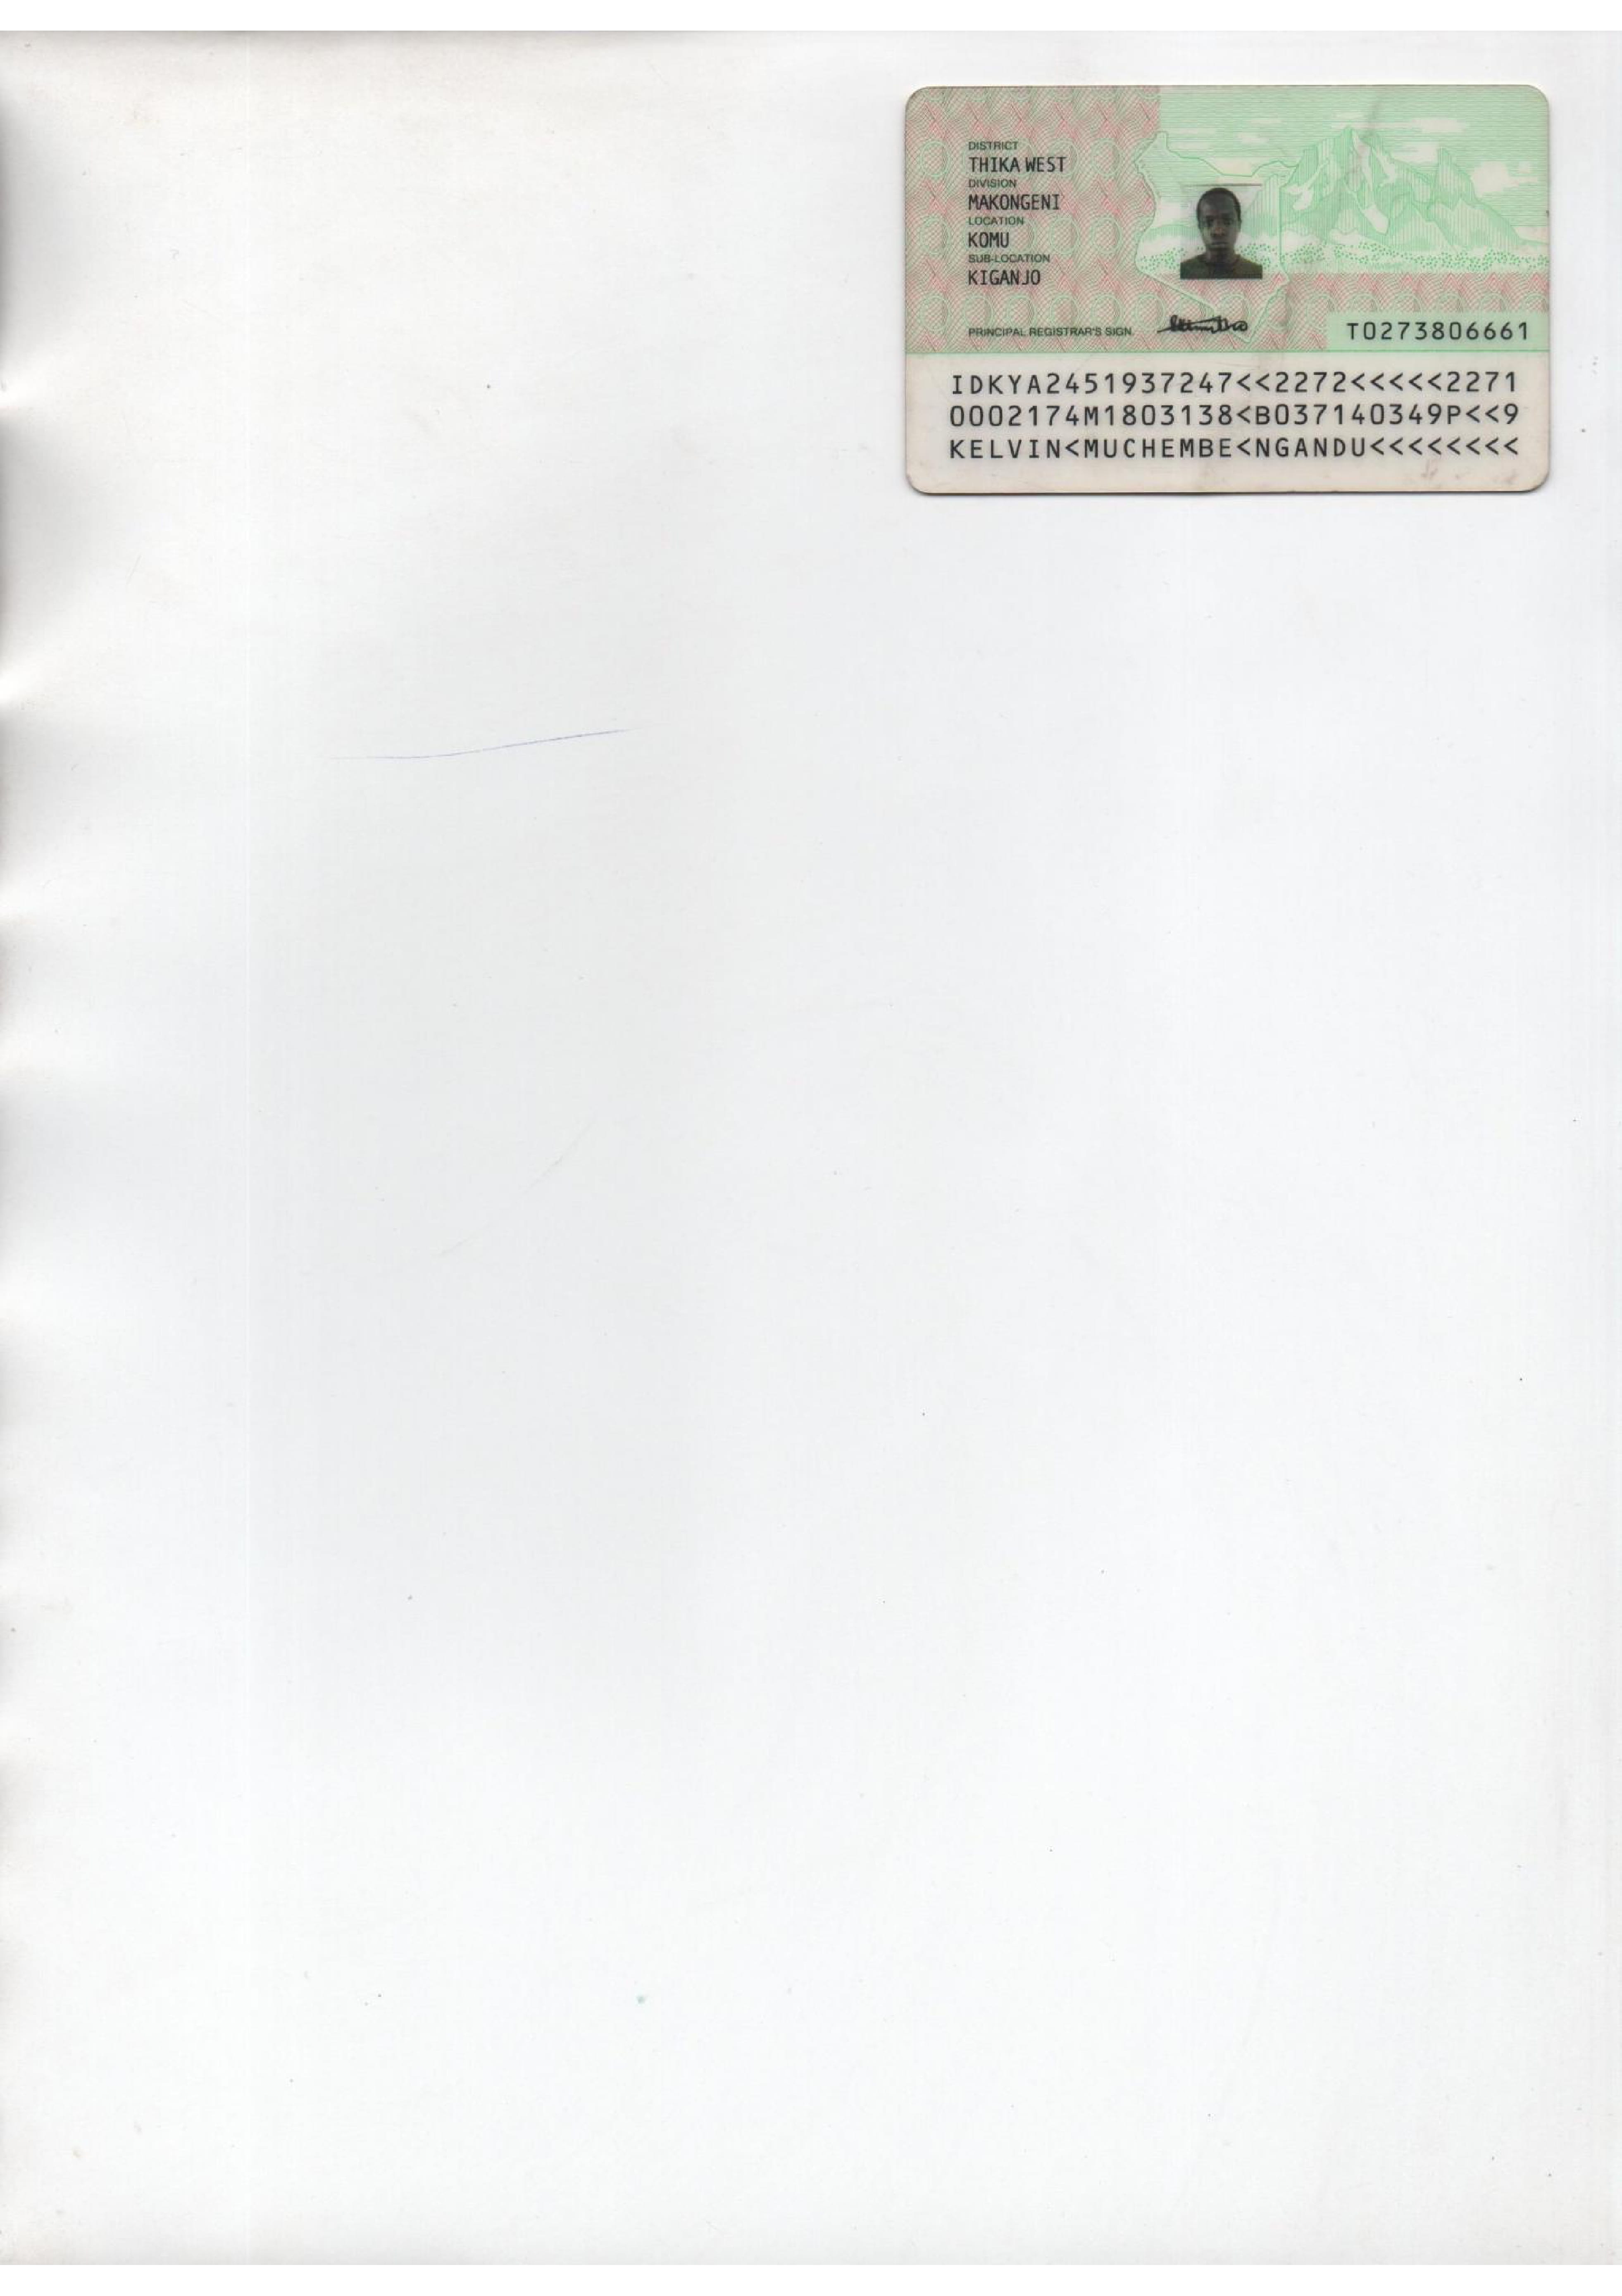 DISTRICT
THIKA WEST
DIVISION
MAKONGENI
LOCATION
KOMU
SUB-LOCATION
KIGANJO
PRINCIPAL REGISTRAR'S SIGN.
T0273806661
IDKYA2451937247<<2272<<<<<2271
0002174M1803138<B037140349P<<9
KELVIN<MUCHEMBE<NGANDU<<<<<<<<